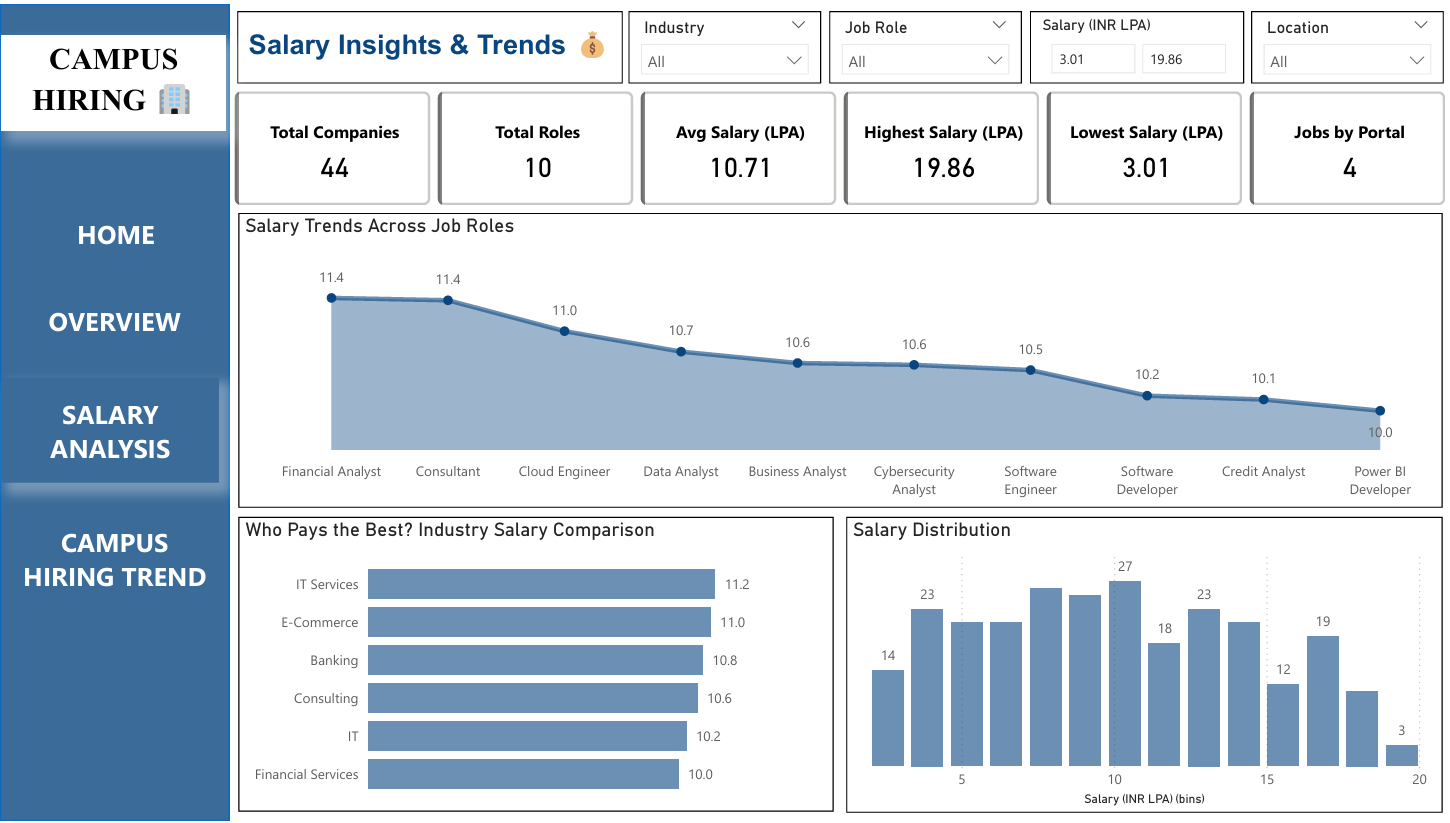 CAMPUS
HIRING
HOME
OVERVIEW
SALARY
ANALYSIS
CAMPUS
HIRING TREND
Salary Insights & Trends
Industry
All
Job Role
All
Salary (INR LPA)
3.01 19.86
Location
All
Total Companies
44
Total Roles
10
Avg Salary (LPA)
10.71
Highest Salary (LPA)
19.86
Lowest Salary (LPA)
3.01
Jobs by Portal
4
Salary Trends Across Job Roles
11.4 11.4 11.0 10.7 10.6 10.6 10.5 10.2 10.1 10.0
Financial Analyst
Consultant
Cloud Engineer
Data Analyst
Business Analyst
Cybersecurity
Analyst
Software
Engineer
Software
Developer
Credit Analyst
Power BI
Developer
Who Pays the Best? Industry Salary Comparison
IT Services 11.2
E-Commerce 11.0
Banking 10.8
Consulting 10.6
IT 10.2
Financial Services 10.0
Salary Distribution
14 23 27 18 23 12 19 3
5 10 15 20
Salary (INR LPA) (bins)